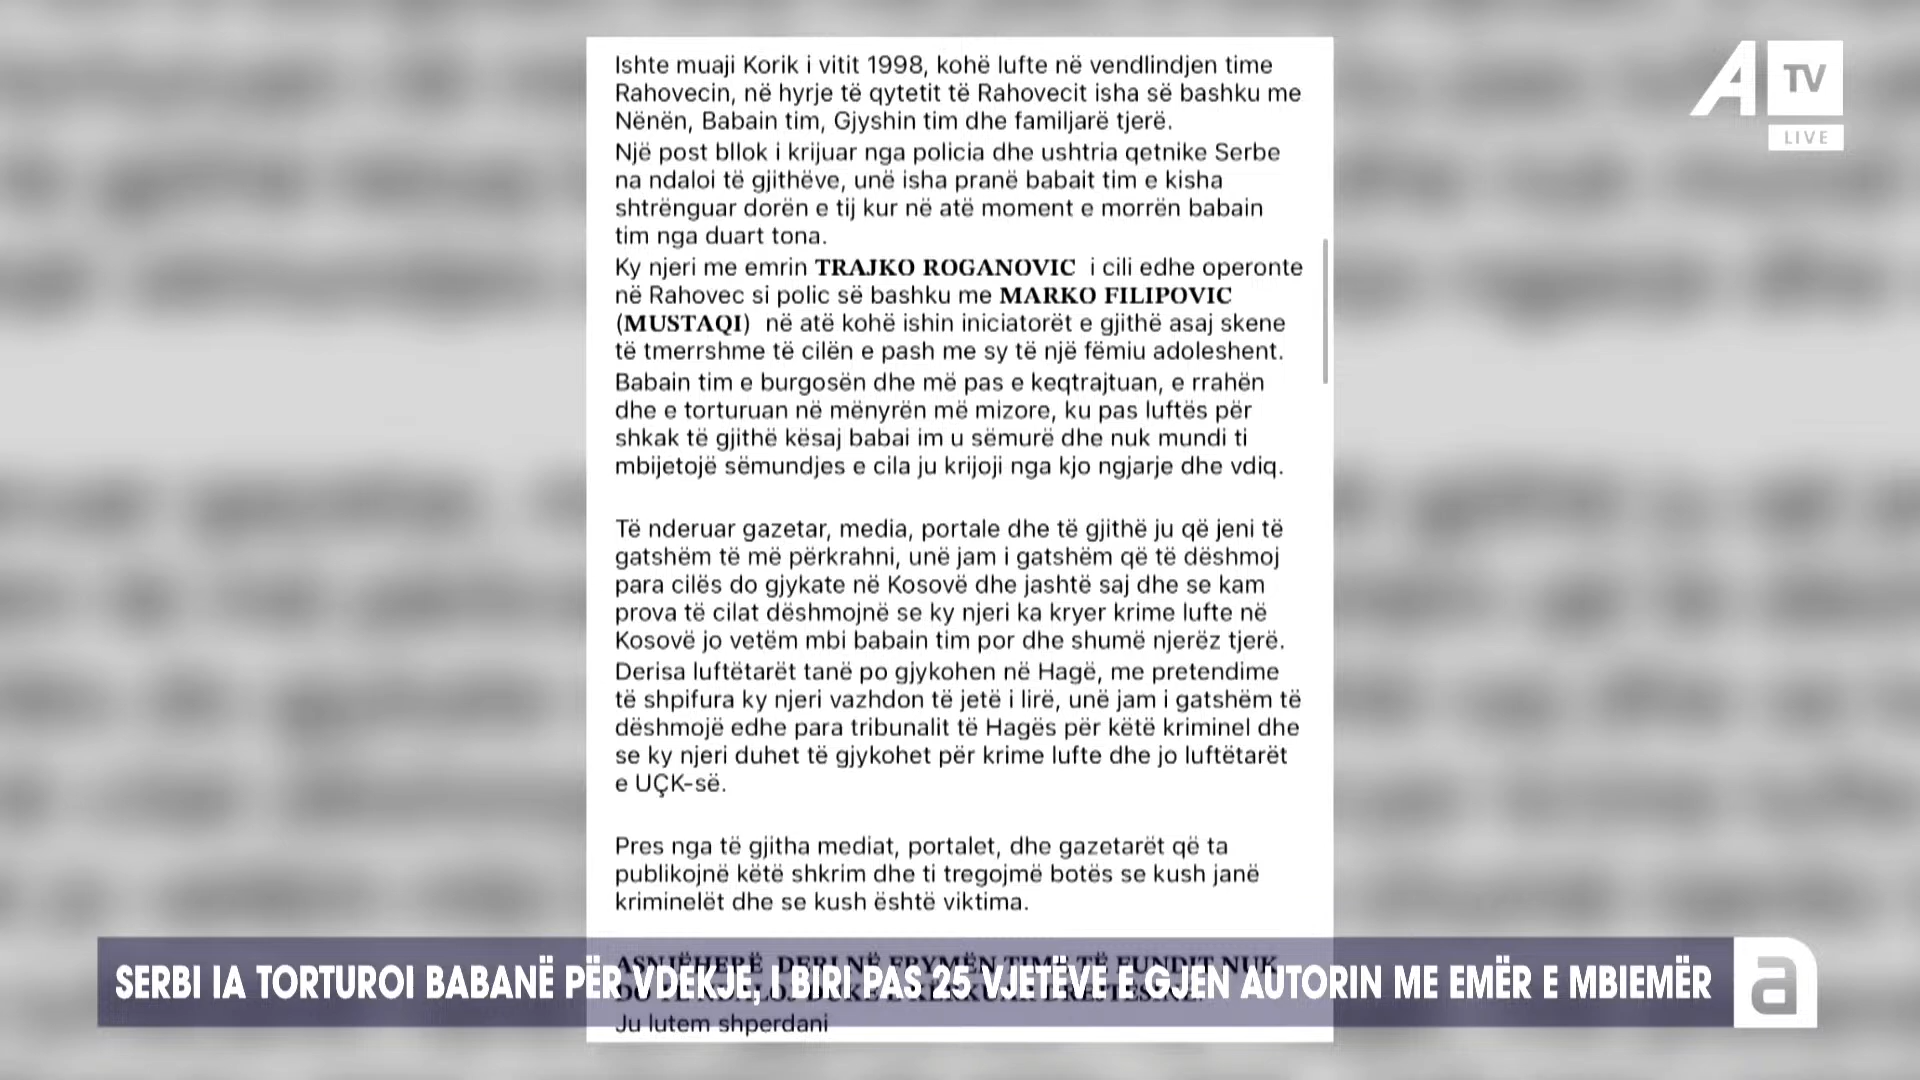 Ishte muaji Korik i vitit 1998, kohë lufte në vendlindjen time
Rahovecin, në hyrje të qytetit të Rahovecit isha së bashku me
Nënën, Babain tim, Gjyshin tim dhe familjarë tjerë.
Një post bllok i krijuar nga policia dhe ushtria qetnike Serbe
na ndaloi të gjithëve, unë isha pranë babait tim e kisha
shtrënguar dorën e tij kur në atë moment e morrën babain
tim nga duart tona.
Ky njeri me emrin TRAJKO ROGANOVIC i cili edhe operonte
në Rahovec si polic së bashku me MARKO FILIPOVIC
(MUSTAQI) në atë kohë ishin iniciatorët e gjithë asaj skene
të tmerrshme të cilën e pash me sy të një fëmiu adoleshent.
Babain tim e burgosën dhe më pas e keqtrajtuan, e rrahën
dhe e torturuan në mënyrën më mizore, ku pas luftës për
shkak të gjithë kësaj babai im u sëmurë dhe nuk mundi ti
mbijetojë sëmundjes e cila ju krijoji nga kjo ngjarje dhe vdiq.
Të nderuar gazetar, media, portale dhe të gjithë ju që jeni të
gatshëm të më përkrahni, unë jam i gatshëm që të dëshmoj
para cilës do gjykate në Kosovë dhe jashtë saj dhe se kam
prova të cilat dëshmojnë se ky njeri ka kryer krime lufte në
Kosovë jo vetëm mbi babain tim por dhe shumë njerëz tjerë.
Derisa luftëtarët tanë po gjykohen në Hagë, me pretendime
të shpifura ky njeri vazhdon të jetë i lirë, unë jam i gatshëm të
dëshmojë edhe para tribunalit të Hagës për këtë kriminel dhe
se ky njeri duhet të gjykohet për krime lufte dhe jo luftëtarët
e UÇK-së.
Pres nga të gjitha mediat, portalet, dhe gazetarët që ta
publikojnë këtë shkrim dhe ti tregojmë botës se kush janë
kriminelët dhe se kush është viktima.
ASNJËHERË DERI NË FRYMËN TIME TË FUNDIT NUK
Ju lutem shperdani
SERBI IA TORTUROI BABANË PËR VDEKJE, I BIRI PAS 25 VJETËVE E GJEN AUTORIN ME EMËR E MBIEMËR
a
A TV
LIVE